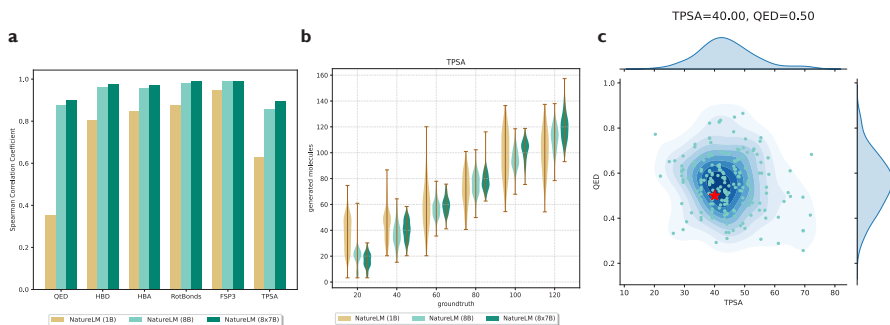 a
Spearman Correlation Coefficient
1.0
0.8
0.6
0.4
0.2
0.0
QED HBD HBA RotBonds FSP3 TPSA
NatureLM (1B) NatureLM (8B) NatureLM (8x7B)
b
TPSA
generated molecules
160
140
120
100
80
60
40
20
0
20 40 60 80 100 120
groundtruth
NatureLM (1B) NatureLM (8B) NatureLM (8x7B)
c
TPSA=40.00, QED=0.50
QED
1.0
0.8
0.6
0.4
0.2
10 20 30 40 50 60 70 80
TPSA